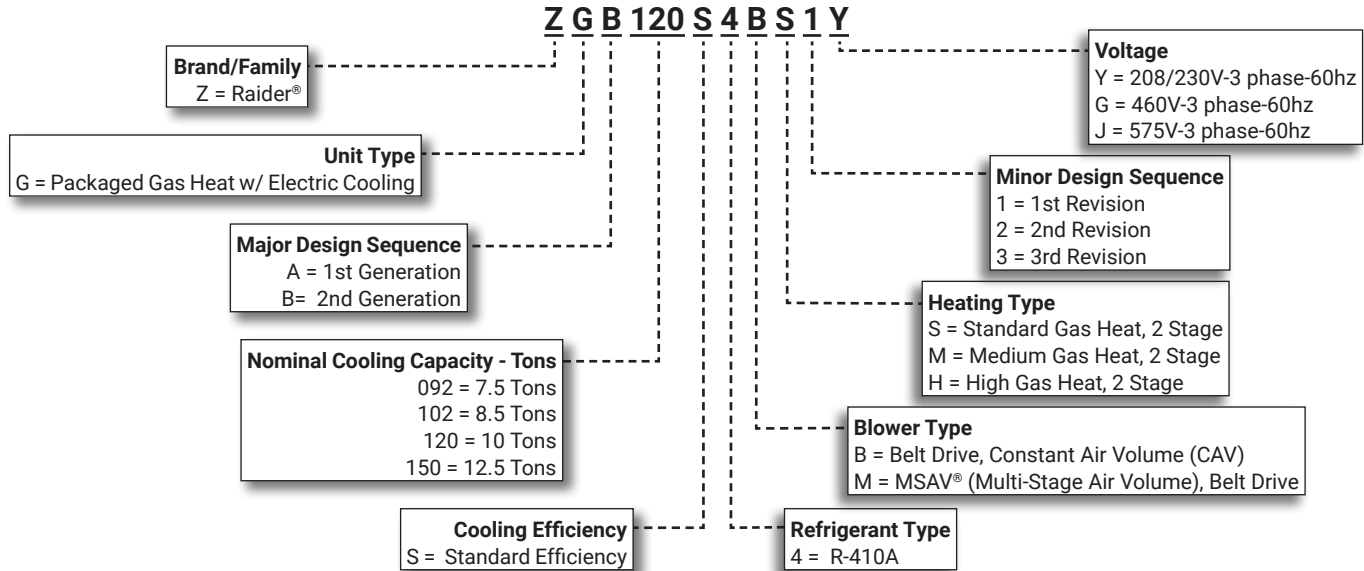 Z G B 120 S 4 B S 1 Y
Brand/Family
Z = Raider®
Unit Type
G = Packaged Gas Heat w/ Electric Cooling
Major Design Sequence
A = 1st Generation
B= 2nd Generation
Nominal Cooling Capacity - Tons
092 = 7.5 Tons
102 = 8.5 Tons
120 = 10 Tons
150 = 12.5 Tons
Cooling Efficiency
S = Standard Efficiency
Refrigerant Type
4 = R-410A
Blower Type
B = Belt Drive, Constant Air Volume (CAV)
M = MSAV® (Multi-Stage Air Volume), Belt Drive
Heating Type
S = Standard Gas Heat, 2 Stage
M = Medium Gas Heat, 2 Stage
H = High Gas Heat, 2 Stage
Minor Design Sequence
1 = 1st Revision
2 = 2nd Revision
3 = 3rd Revision
Voltage
Y = 208/230V-3 phase-60hz
G = 460V-3 phase-60hz
J = 575V-3 phase-60hz